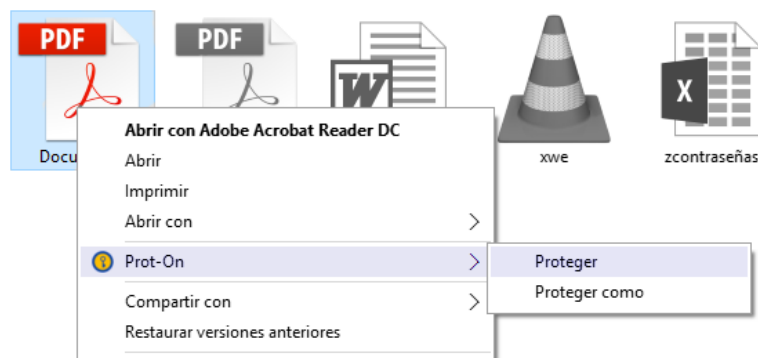 PDF
PDF
W
X
Docu
xwe
zcontraseñas
Abrir con Adobe Acrobat Reader DC
Abrir
Imprimir
Abrir con
Prot-On
Proteger
Proteger como
Compartir con
Restaurar versiones anteriores